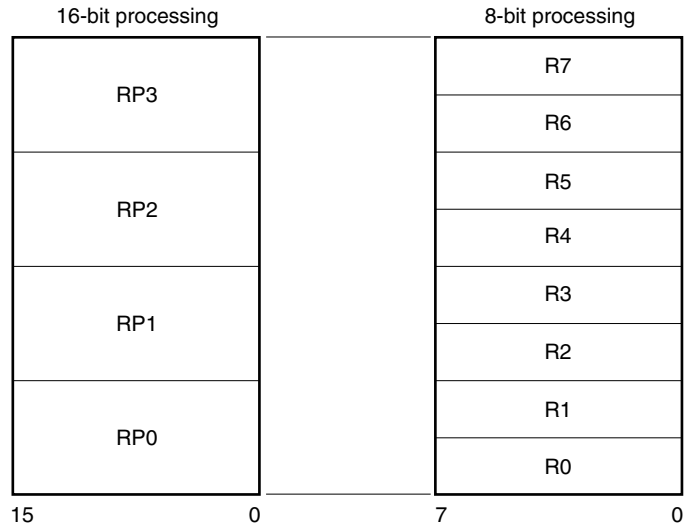 16-bit processing
8-bit processing
RP3
RP2
RP1
RP0
R7
R6
R5
R4
R3
R2
R1
R0
15 0
7 0